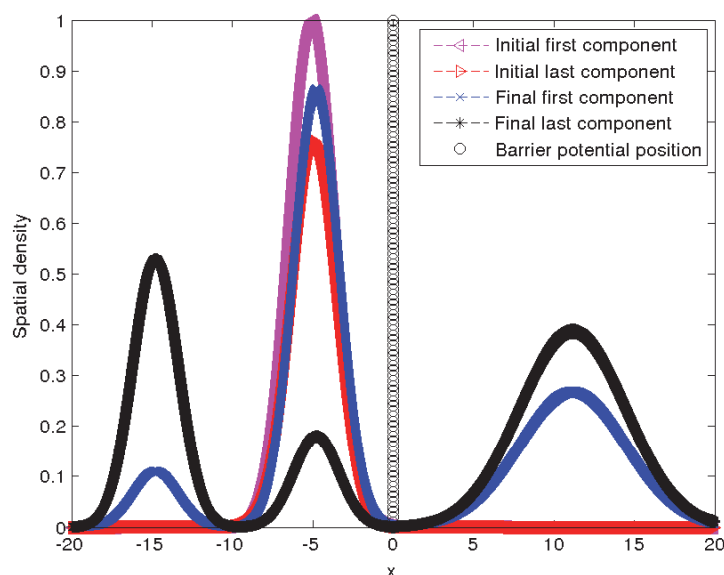 Initial first component
Initial last component
Final first component
Final last component
Barrier potential position
Spatial density
1
0.9
0.8
0.7
0.6
0.5
0.4
0.3
0.2
0.1
0
-20 -15 -10 -5 0 5 10 15 20
x